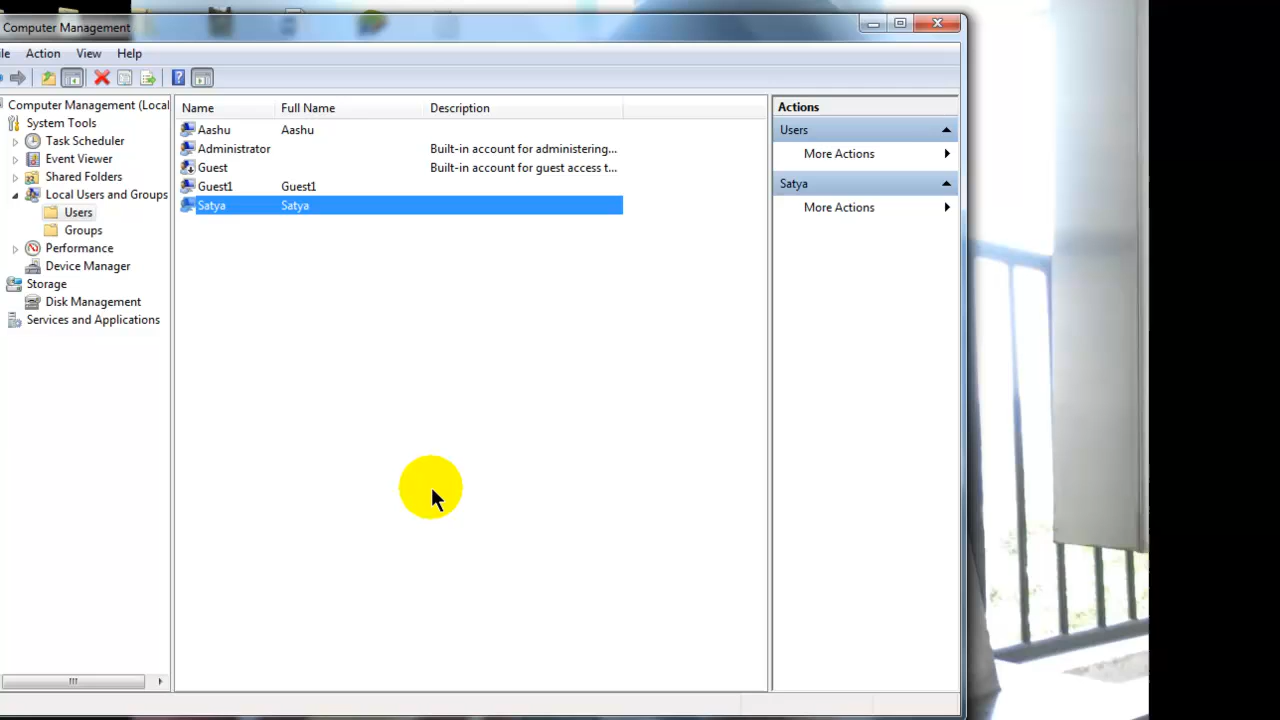 Computer Management
le Action View Help
Computer Management (Local
System Tools
Task Scheduler
Event Viewer
Shared Folders
Local Users and Groups
Users
Groups
Performance
Device Manager
Storage
Disk Management
Services and Applications
Name Full Name Description
Aashu Aashu
Administrator Built-in account for administering...
Guest Built-in account for guest access t...
Guest1 Guest1
Satya Satya
Actions
Users
More Actions
Satya
More Actions